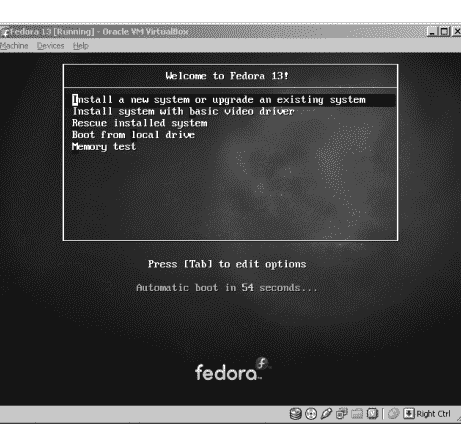 Fedora 13 [Running] - Oracle VM VirtualBox
Machine Devices Help
Welcome to Fedora 13!
Install a new system or upgrade an existing system
Install system with basic video driver
Rescue installed system
Boot from local drive
Memory test
Press [Tab] to edit options
Automatic boot in 54 seconds...
fedora
Right Ctrl